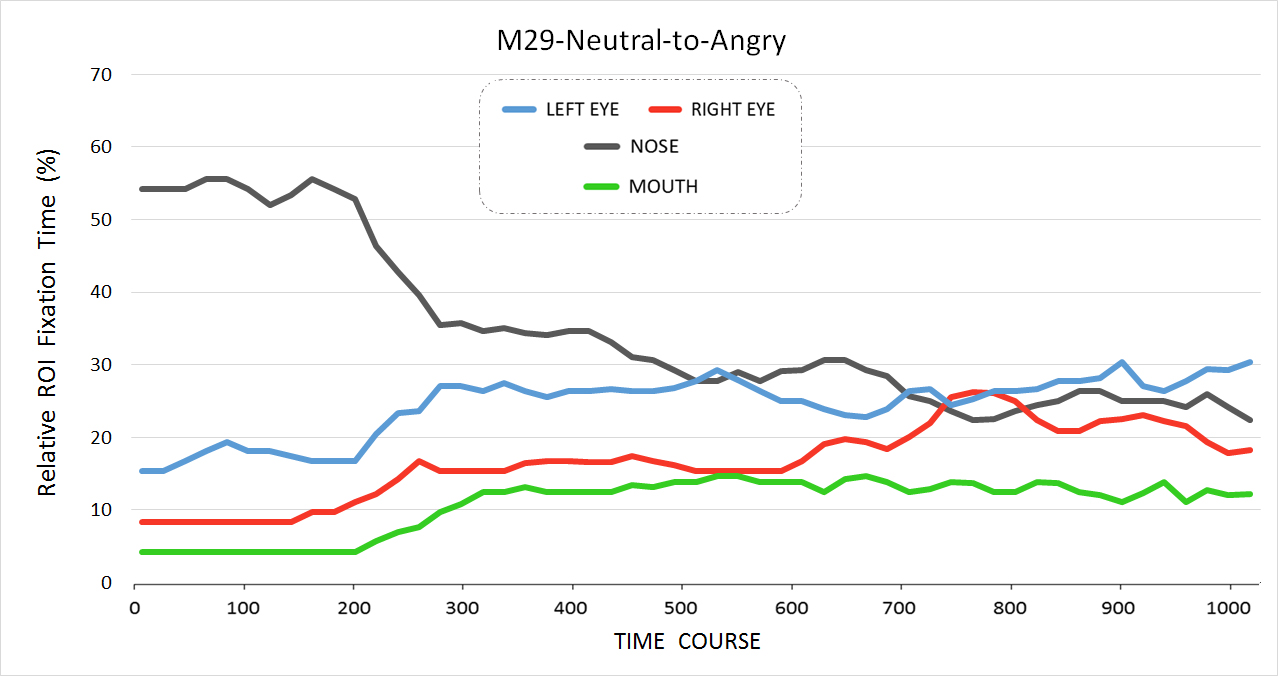 M29-Neutral-to-Angry
70
60
50
40
30
20
10
0
Relative ROI Fixation Time (%)
LEFT EYE RIGHT EYE
NOSE
MOUTH
0 100 200 300 400 500 600 700 800 900 1000
TIME COURSE